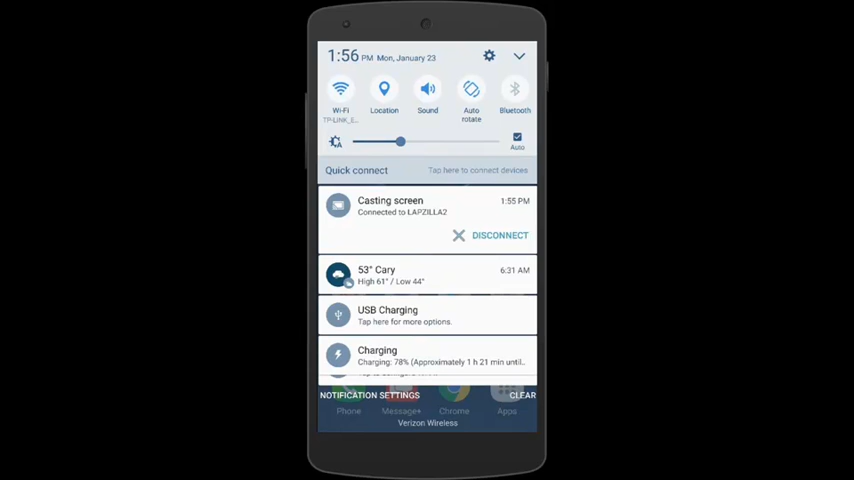 1:56 PM Mon, January 23
Wi-Fi Location Sound Auto rotate Bluetooth
TP-LINK_E...
Auto
Quick connect Tap here to connect devices
Casting screen 1:55 PM
Connected to LAPZILLA2
DISCONNECT
53° Cary 6:31 AM
High 61° / Low 44°
USB Charging
Tap here for more options.
Charging
Charging: 78% (Approximately 1 h 21 min until...
NOTIFICATION SETTINGS CLEAR
Phone Message+ Chrome Apps
Verizon Wireless